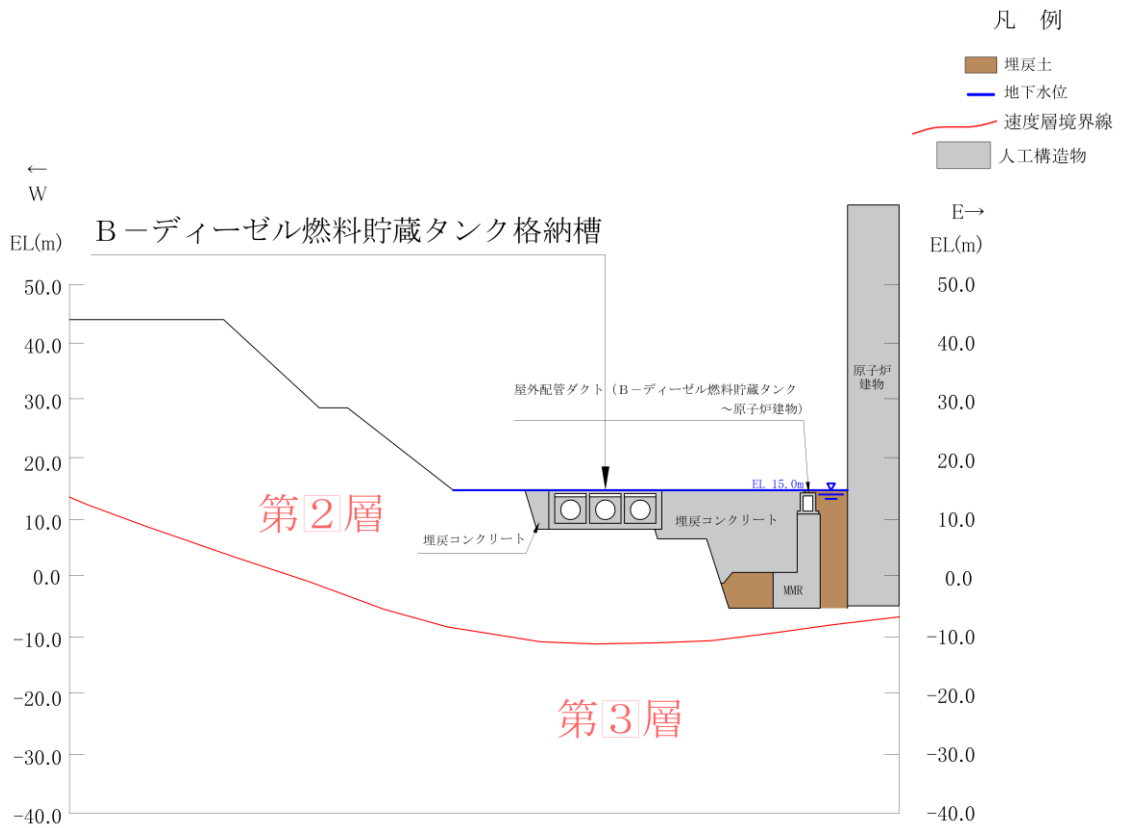 凡 例
埋戻土
地下水位
速度層境界線
人工構造物
←
W
E→
EL(m)
B-ディーゼル燃料貯蔵タンク格納槽
EL(m)
50.0
40.0
30.0
20.0
10.0
0.0
-10.0
-20.0
-30.0
-40.0
屋外配管ダクト(B-ディーゼル燃料貯蔵タンク
~原子炉建物)
原子炉
建物
EL 15.0m
第2層
埋戻コンクリート
埋戻コンクリート
MMR
第3層
50.0
40.0
30.0
20.0
10.0
0.0
-10.0
-20.0
-30.0
-40.0